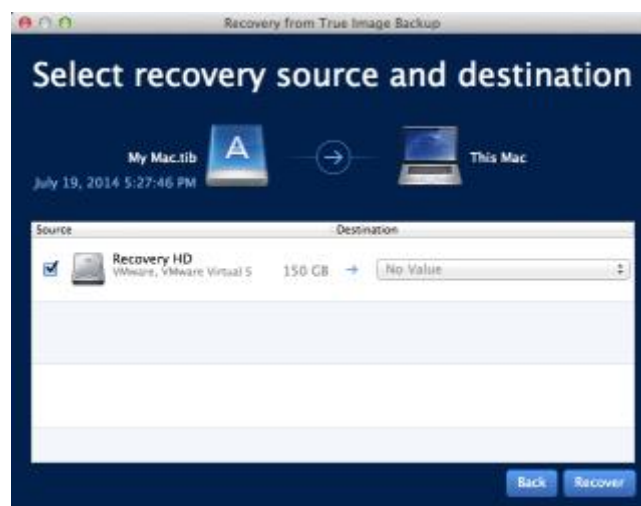 Recovery from True Image Backup
Select recovery source and destination
My Mac.tib
This Mac
July 19, 2014 5:27:46 PM
Source Destination
Recovery HD
VMware, VMware Virtual S 150 GB No Value
Back Recover